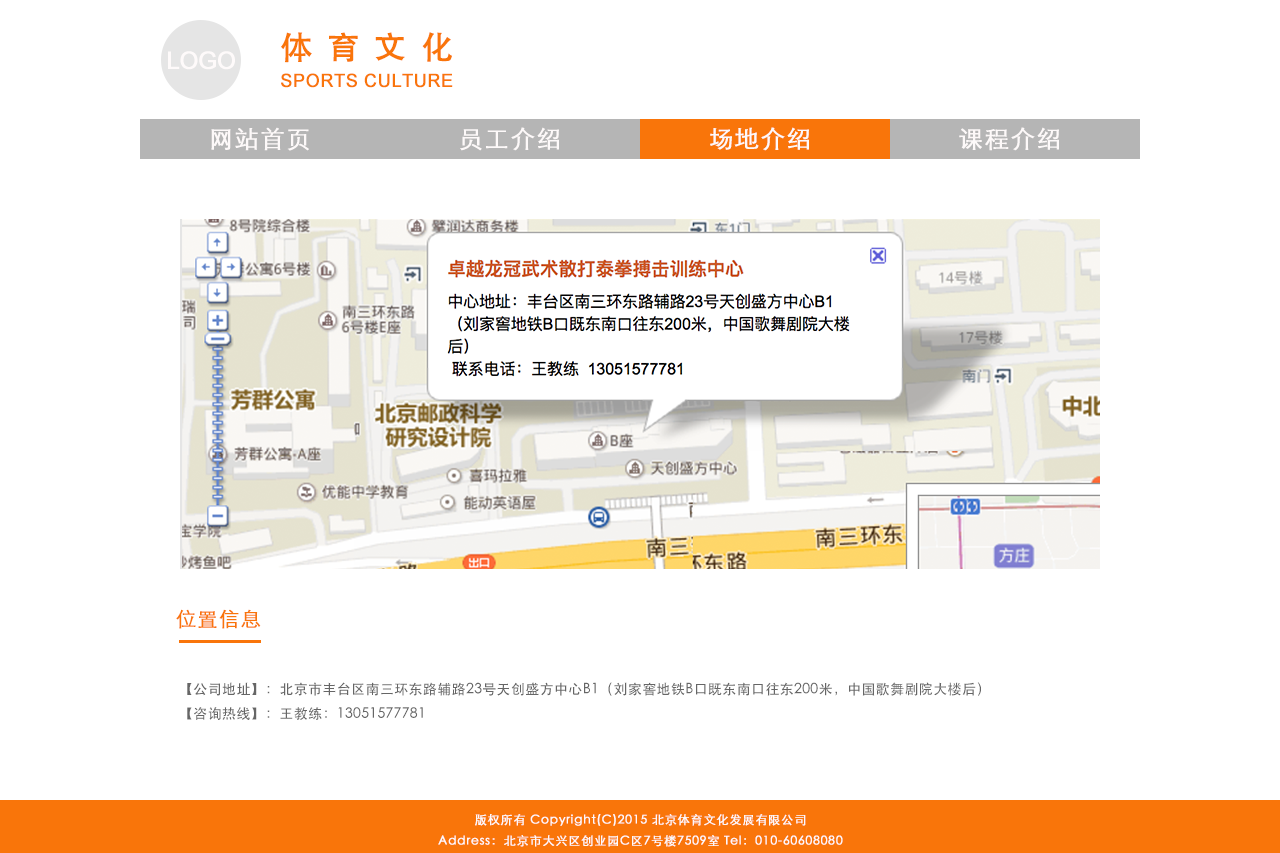 LOGO
体育文化
SPORTS CULTURE
网站首页
员工介绍
场地介绍
课程介绍
8号院综合楼
公寓6号楼
瑞
司
南三环东路
6号楼E座
芳群公寓
北京邮政科学
研究设计院
芳群公寓-A座
优能中学教育
喜玛拉雅
能动英语屋
宝学院
烤鱼吧
出口
东1门
卓越龙冠武术散打泰拳搏击训练中心
中心地址：丰台区南三环东路辅路23号天创盛方中心B1
（刘家窖地铁B口既东南口往东200米，中国歌舞剧院大楼
后）
联系电话：王教练 13051577781
B座
天创盛方中心
14号楼
17号楼
南门
中北
南三
环东路
南三环东
方庄
位置信息
【公司地址】：北京市丰台区南三环东路辅路23号天创盛方中心B1（刘家窖地铁B口既东南口往东200米，中国歌舞剧院大楼后）
【咨询热线】：王教练：13051577781
版权所有 Copyright(C)2015 北京体育文化发展有限公司
Address：北京市大兴区创业园C区7号楼7509室 Tel：010-60608080